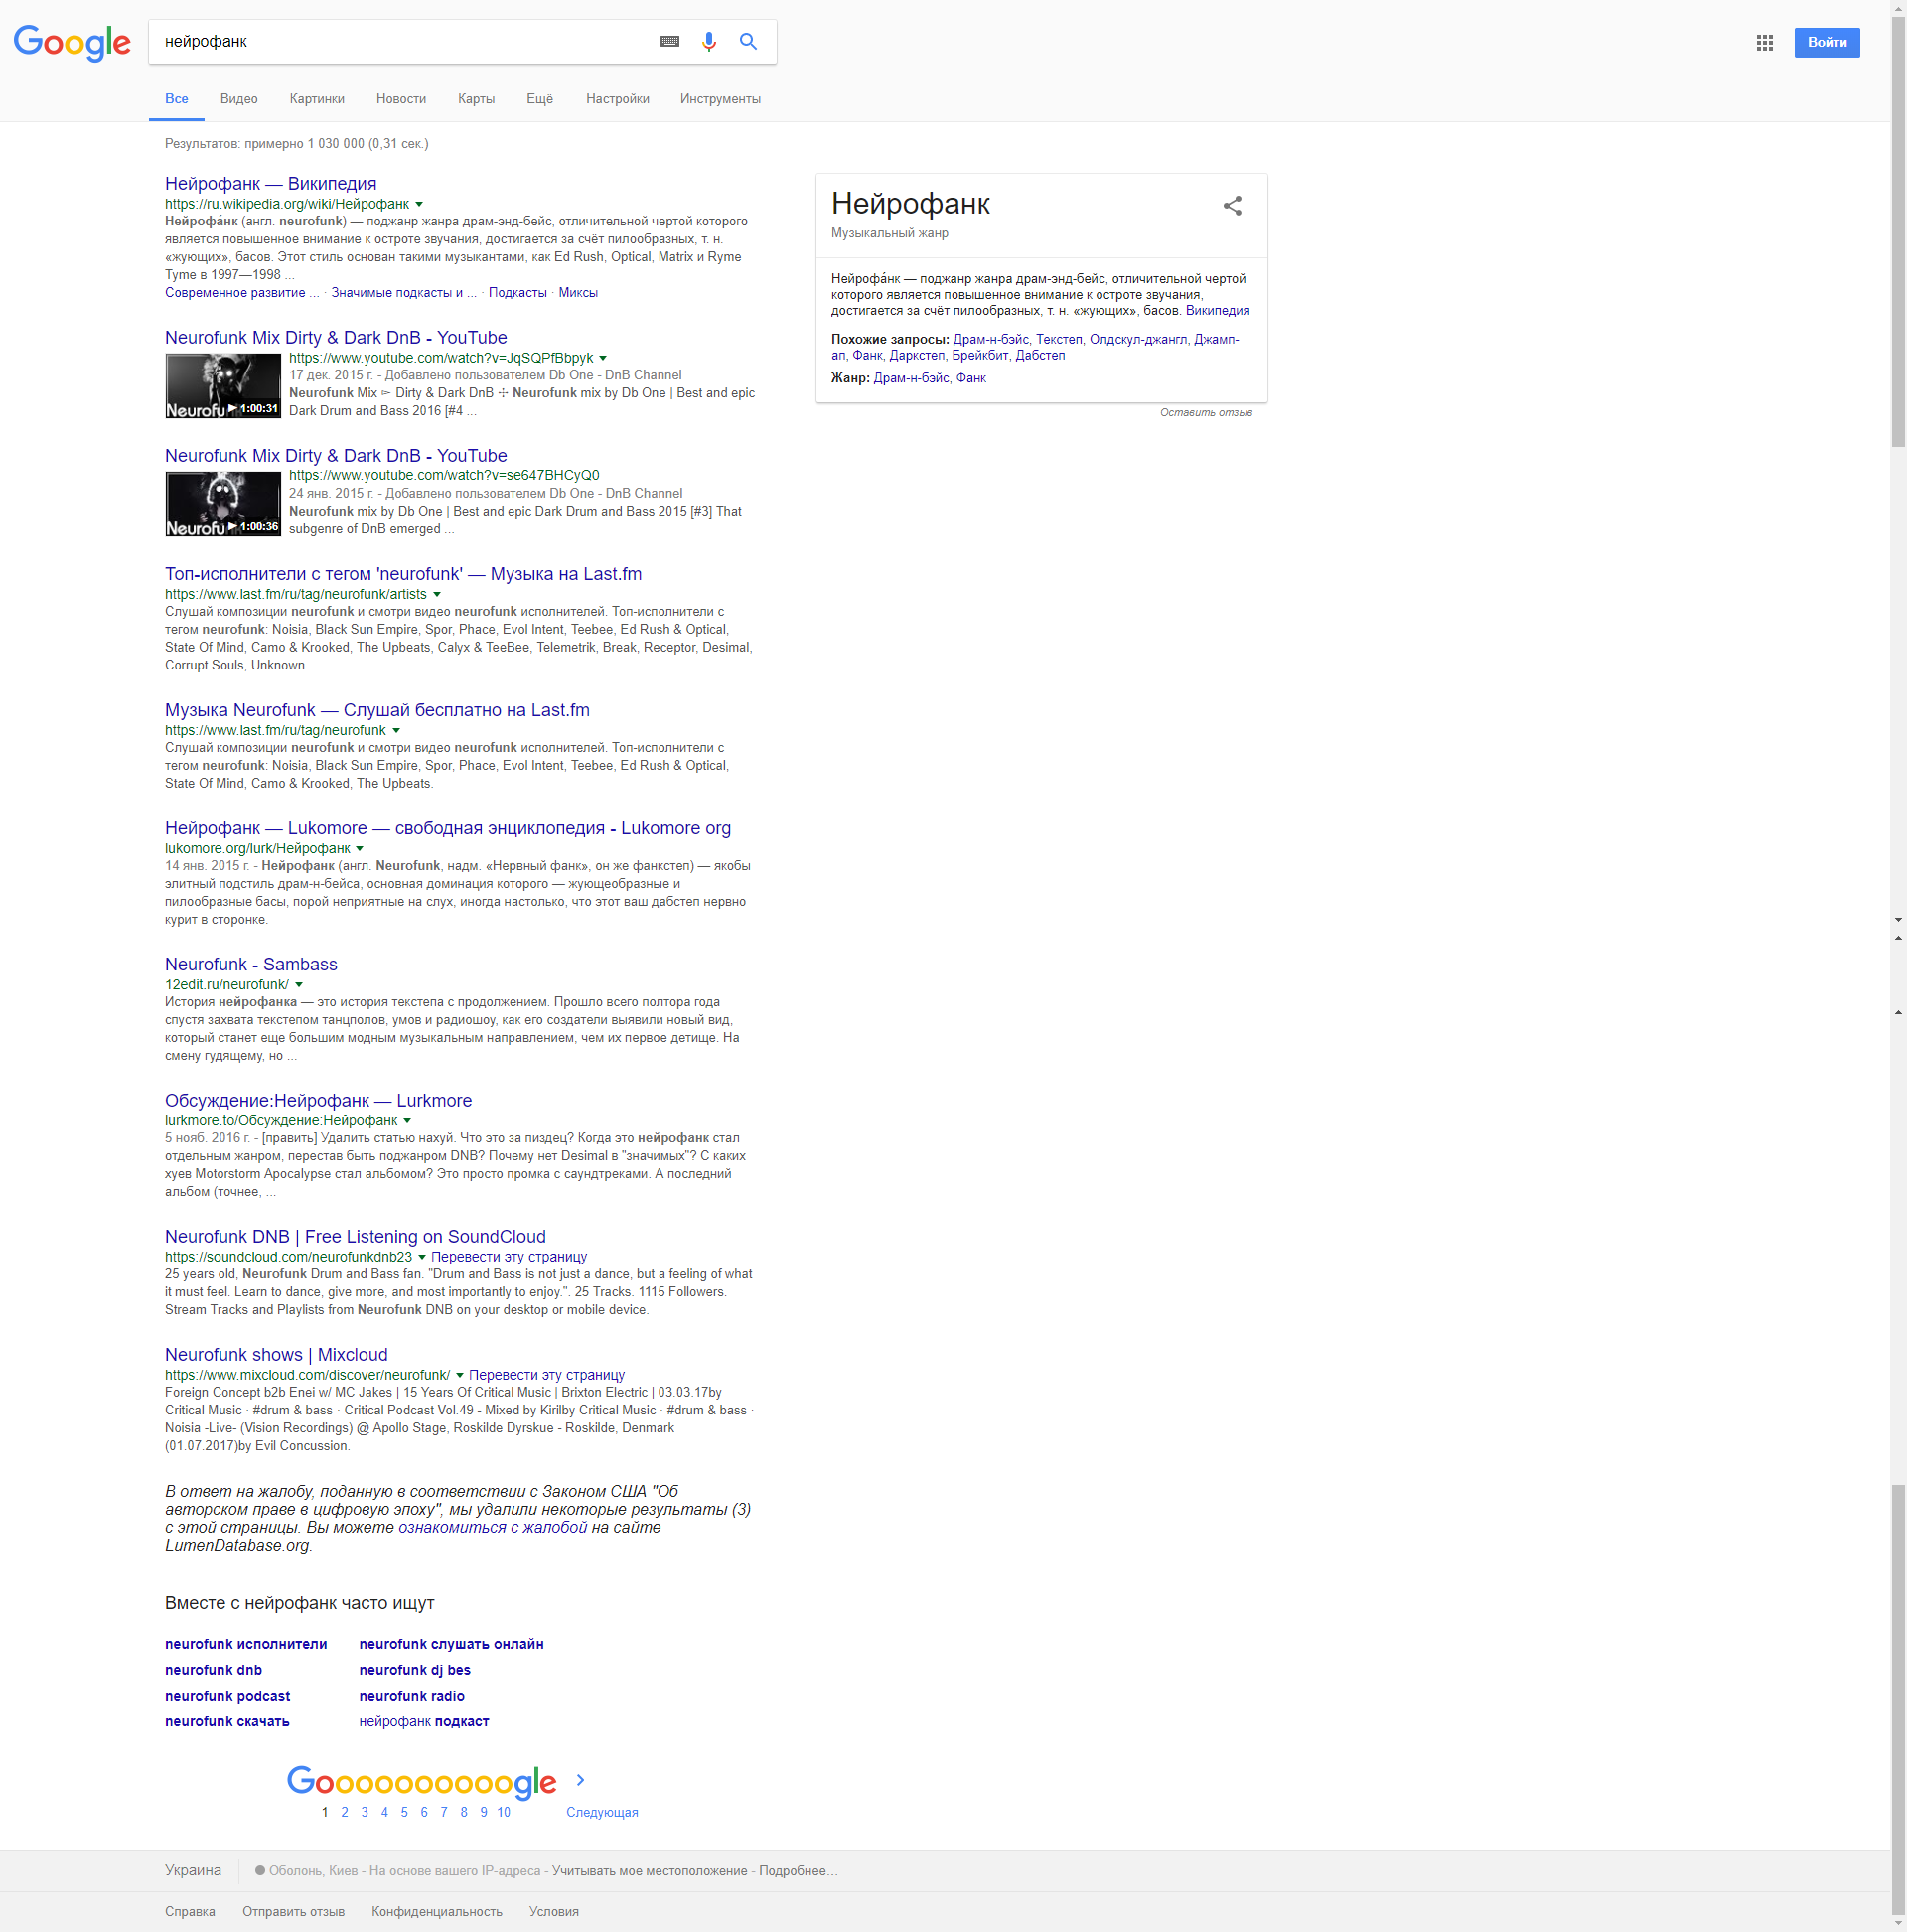 Google
нейрофанк
Войти
Все Видео Картинки Новости Карты Ещё Настройки Инструменты
Результатов: примерно 1 030 000 (0,31 сек.)
Нейрофанк — Википедия
https://ru.wikipedia.org/wiki/Нейрофанк
Нейрофа́нк (англ. neurofunk) — поджанр жанра драм-энд-бейс, отличительной чертой которого
является повышенное внимание к остроте звучания, достигается за счёт пилообразных, т. н.
«жующих», басов. Этот стиль основан такими музыкантами, как Ed Rush, Optical, Matrix и Ryme
Tyme в 1997—1998 ...
Современное развитие ... · Значимые подкасты и ... · Подкасты · Миксы
Neurofunk Mix Dirty & Dark DnB - YouTube
https://www.youtube.com/watch?v=JqSQPfBbpyk
17 дек. 2015 г. - Добавлено пользователем Db One - DnB Channel
Neurofunk Mix ✄ Dirty & Dark DnB ✣ Neurofunk mix by Db One | Best and epic
Dark Drum and Bass 2016 [#4 ...
Neurofu 1:00:31
Neurofunk Mix Dirty & Dark DnB - YouTube
https://www.youtube.com/watch?v=se647BHCyQ0
24 янв. 2015 г. - Добавлено пользователем Db One - DnB Channel
Neurofunk mix by Db One | Best and epic Dark Drum and Bass 2015 [#3] That
subgenre of DnB emerged ...
Neurofu 1:00:36
Топ-исполнители с тегом 'neurofunk' — Музыка на Last.fm
https://www.last.fm/ru/tag/neurofunk/artists
Слушай композиции neurofunk и смотри видео neurofunk исполнителей. Топ-исполнители с
тегом neurofunk: Noisia, Black Sun Empire, Spor, Phace, Evol Intent, Teebee, Ed Rush & Optical,
State Of Mind, Camo & Krooked, The Upbeats, Calyx & TeeBee, Telemetrik, Break, Receptor, Desimal,
Corrupt Souls, Unknown ...
Музыка Neurofunk — Слушай бесплатно на Last.fm
https://www.last.fm/ru/tag/neurofunk
Слушай композиции neurofunk и смотри видео neurofunk исполнителей. Топ-исполнители с
тегом neurofunk: Noisia, Black Sun Empire, Spor, Phace, Evol Intent, Teebee, Ed Rush & Optical,
State Of Mind, Camo & Krooked, The Upbeats.
Нейрофанк — Lukomore — свободная энциклопедия - Lukomore org
lukomore.org/lurk/Нейрофанк
14 янв. 2015 г. - Нейрофанк (англ. Neurofunk, надм. «Нервный фанк», он же фанкстеп) — якобы
элитный подстиль драм-н-бейса, основная доминация которого — жующеобразные и
пилообразные басы, порой неприятные на слух, иногда настолько, что этот ваш дабстеп нервно
курит в сторонке.
Neurofunk - Sambass
12edit.ru/neurofunk/
История нейрофанка — это история текстепа с продолжением. Прошло всего полтора года
спустя захвата текстепом танцполов, умов и радиошоу, как его создатели выявили новый вид,
который станет еще большим модным музыкальным направлением, чем их первое детище. На
смену гудящему, но ...
Обсуждение:Нейрофанк — Lurkmore
lurkmore.to/Обсуждение:Нейрофанк
5 нояб. 2016 г. - [править] Удалить статью нахуй. Что это за пиздец? Когда это нейрофанк стал
отдельным жанром, перестав быть поджанром DNB? Почему нет Desimal в "значимых"? С каких
хуев Motorstorm Apocalypse стал альбомом? Это просто промка с саундтреками. А последний
альбом (точнее, ...
Neurofunk DNB | Free Listening on SoundCloud
https://soundcloud.com/neurofunkdnb23 Перевести эту страницу
25 years old, Neurofunk Drum and Bass fan. "Drum and Bass is not just a dance, but a feeling of what
it must feel. Learn to dance, give more, and most importantly to enjoy.". 25 Tracks. 1115 Followers.
Stream Tracks and Playlists from Neurofunk DNB on your desktop or mobile device.
Neurofunk shows | Mixcloud
https://www.mixcloud.com/discover/neurofunk/ Перевести эту страницу
Foreign Concept b2b Enei w/ MC Jakes | 15 Years Of Critical Music | Brixton Electric | 03.03.17by
Critical Music · #drum & bass · Critical Podcast Vol.49 - Mixed by Kirilby Critical Music · #drum & bass ·
Noisia -Live- (Vision Recordings) @ Apollo Stage, Roskilde Dyrskue - Roskilde, Denmark
(01.07.2017)by Evil Concussion.
В ответ на жалобу, поданную в соответствии с Законом США "Об
авторском праве в цифровую эпоху", мы удалили некоторые результаты (3)
с этой страницы. Вы можете ознакомиться с жалобой на сайте
LumenDatabase.org.
Вместе с нейрофанк часто ищут
neurofunk исполнители neurofunk слушать онлайн
neurofunk dnb neurofunk dj bes
neurofunk podcast neurofunk radio
neurofunk скачать нейрофанк подкаст
Goooooooooogle
1 2 3 4 5 6 7 8 9 10 Следующая
Нейрофанк
Музыкальный жанр
Нейрофа́нк — поджанр жанра драм-энд-бейс, отличительной чертой
которого является повышенное внимание к остроте звучания,
достигается за счёт пилообразных, т. н. «жующих», басов. Википедия
Похожие запросы: Драм-н-бэйс, Текстеп, Олдскул-джангл, Джамп-
ап, Фанк, Даркстеп, Брейкбит, Дабстеп
Жанр: Драм-н-бэйс, Фанк
Оставить отзыв
Украина Оболонь, Киев - На основе вашего IP-адреса - Учитывать мое местоположение - Подробнее…
Справка Отправить отзыв Конфиденциальность Условия